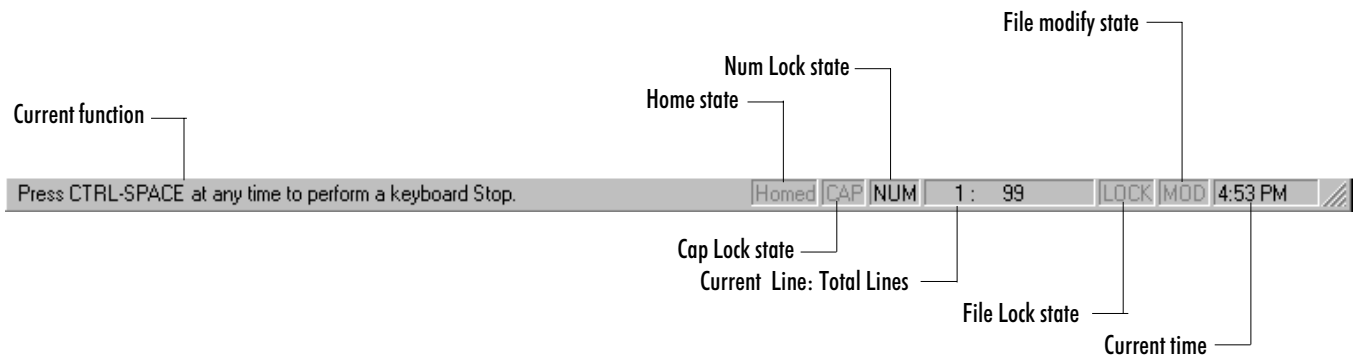 File modify state
Num Lock state
Home state
Current function
Press CTRL-SPACE at any time to perform a keyboard Stop. Homed CAP NUM 1 : 99 LOCK MOD 4:53 PM
Cap Lock state
Current Line: Total Lines
File Lock state
Current time